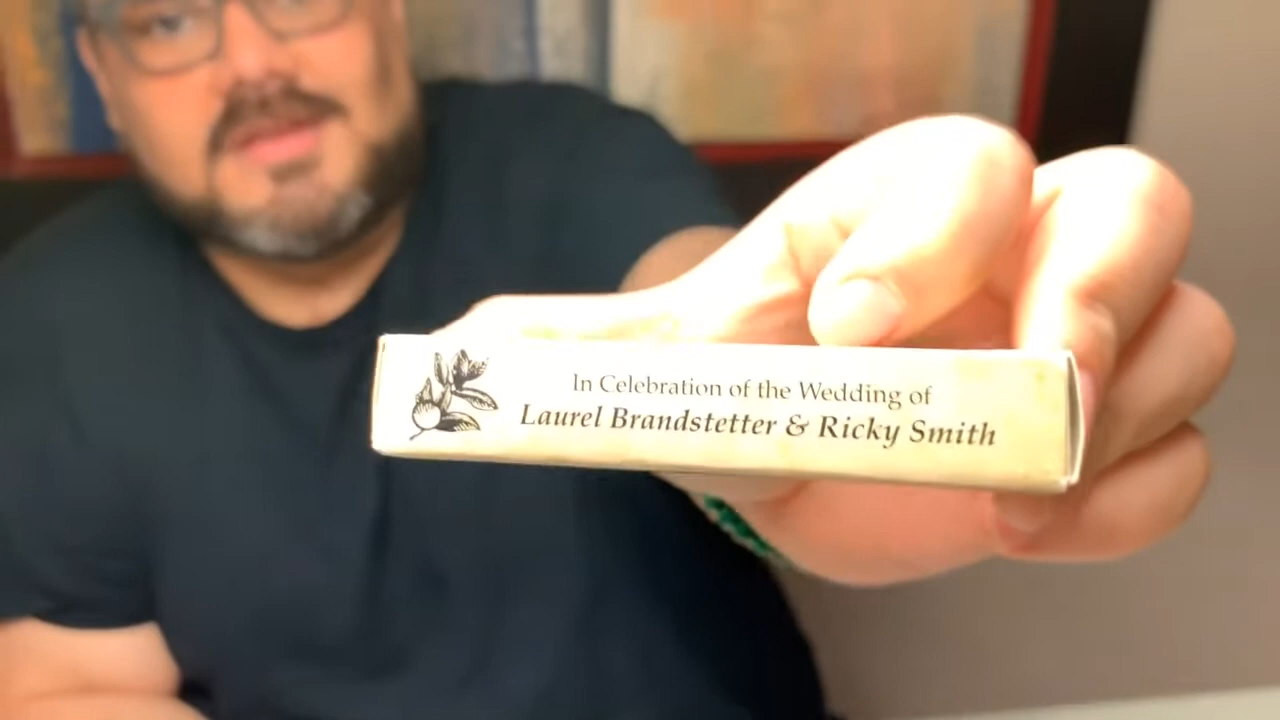 In Celebration of the Wedding of
Laurel Brandstetter & Ricky Smith